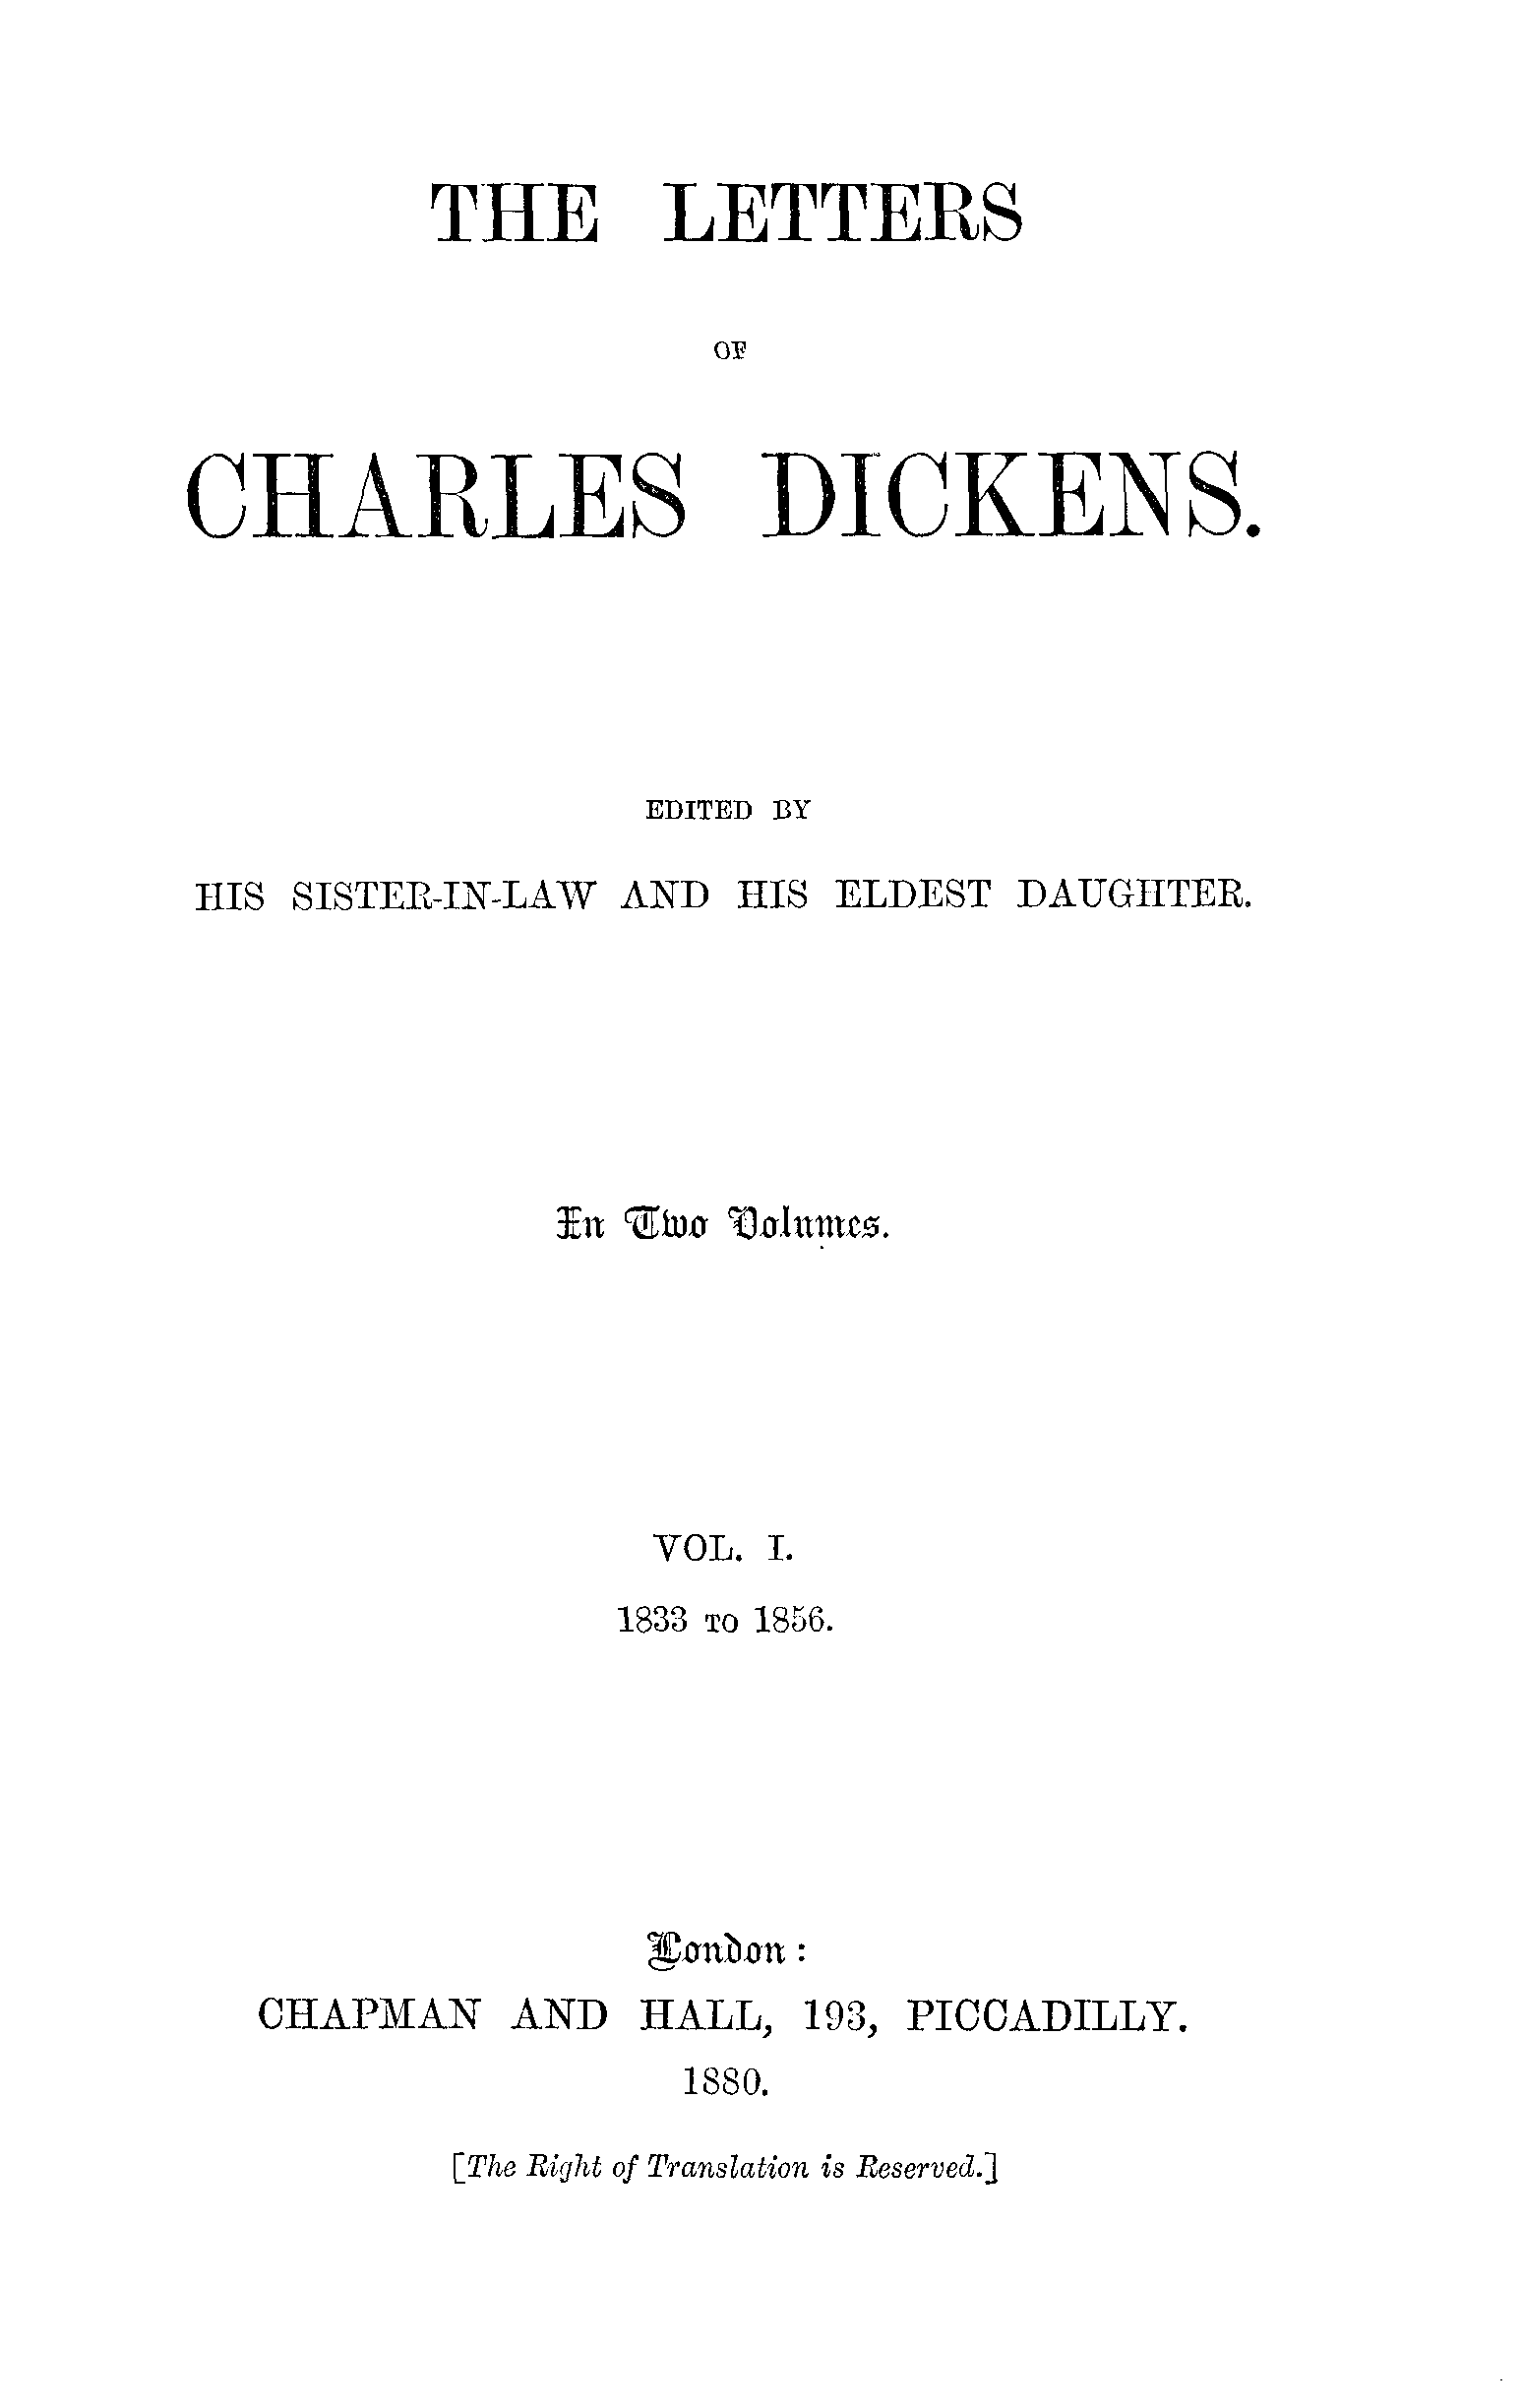 THE LETTERS
OF
CHARLES DICKENS.
EDITED BY
HIS SISTER-IN-LAW AND HIS ELDEST DAUGHTER.
In Two Volumes.
VOL. I.
1833 TO 1856.
London:
CHAPMAN AND HALL, 193, PICCADILLY.
1880.
[The Right of Translation is Reserved.]